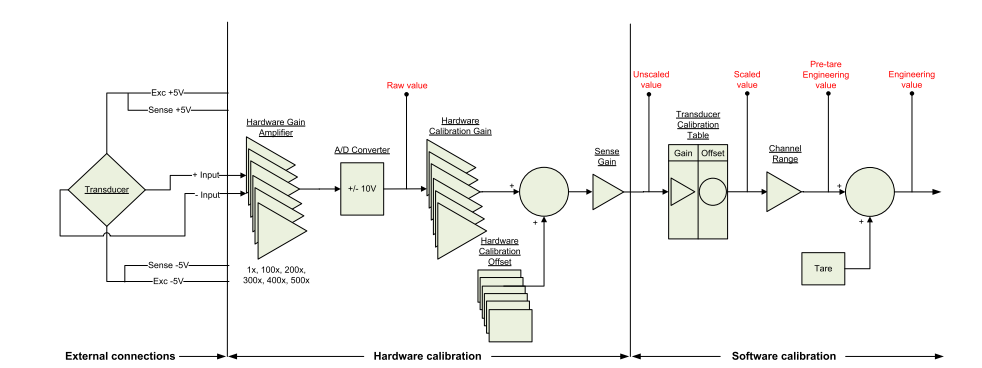 Exc +5V
Sense +5V
Transducer
+ Input
- Input
Sense -5V
Exc -5V
Hardware Gain
Amplifier
1x, 100x, 200x,
300x, 400x, 500x
A/D Converter
+/- 10V
Raw value
Hardware
Calibration Gain
+
+
Hardware
Calibration
Offset
Sense
Gain
Unscaled
value
Transducer
Calibration
Table
Gain
Offset
Scaled
value
Channel
Range
Pre-tare
Engineering
value
+
+
Tare
Engineering
value
External connections
Hardware calibration
Software calibration